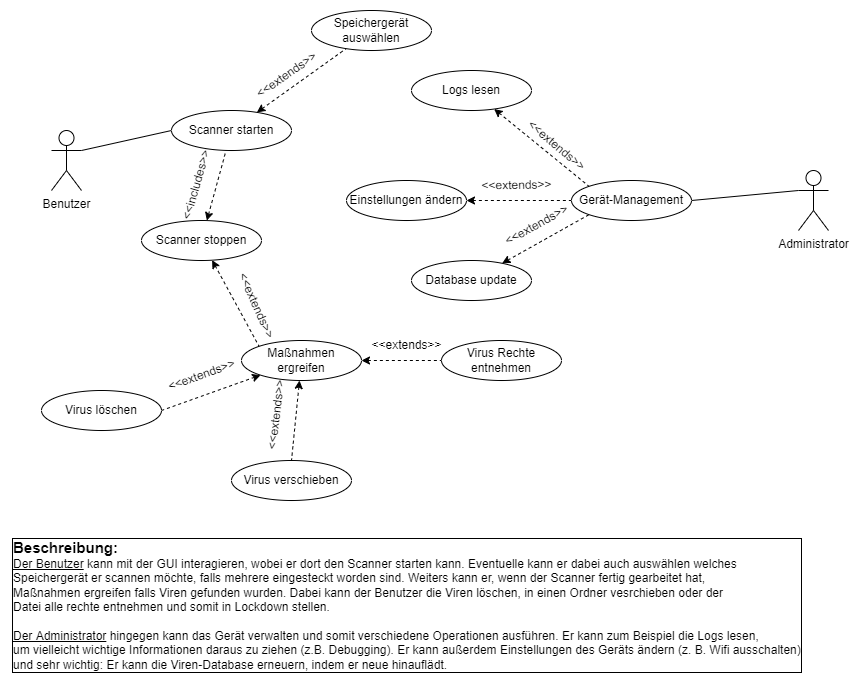 Speichergerät
auswählen
<<extends>>
Logs lesen
Scanner starten
<<extends>>
Benutzer
<<includes>>
<<extends>>
Einstellungen ändern
Gerät-Management
<<extends>>
Administrator
Scanner stoppen
Database update
<<extends>>
Maßnahmen
ergreifen
<<extends>>
Virus Rechte
entnehmen
<<extends>>
Virus löschen
<<extends>>
Virus verschieben
Beschreibung:
Der Benutzer kann mit der GUI interagieren, wobei er dort den Scanner starten kann. Eventuelle kann er dabei auch auswählen welches
Speichergerät er scannen möchte, falls mehrere eingesteckt worden sind. Weiters kann er, wenn der Scanner fertig gearbeitet hat,
Maßnahmen ergreifen falls Viren gefunden wurden. Dabei kann der Benutzer die Viren löschen, in einen Ordner vesrchieben oder der
Datei alle rechte entnehmen und somit in Lockdown stellen.
Der Administrator hingegen kann das Gerät verwalten und somit verschiedene Operationen ausführen. Er kann zum Beispiel die Logs lesen,
um vielleicht wichtige Informationen daraus zu ziehen (z.B. Debugging). Er kann außerdem Einstellungen des Geräts ändern (z. B. Wifi ausschalten)
und sehr wichtig: Er kann die Viren-Database erneuern, indem er neue hinauflädt.